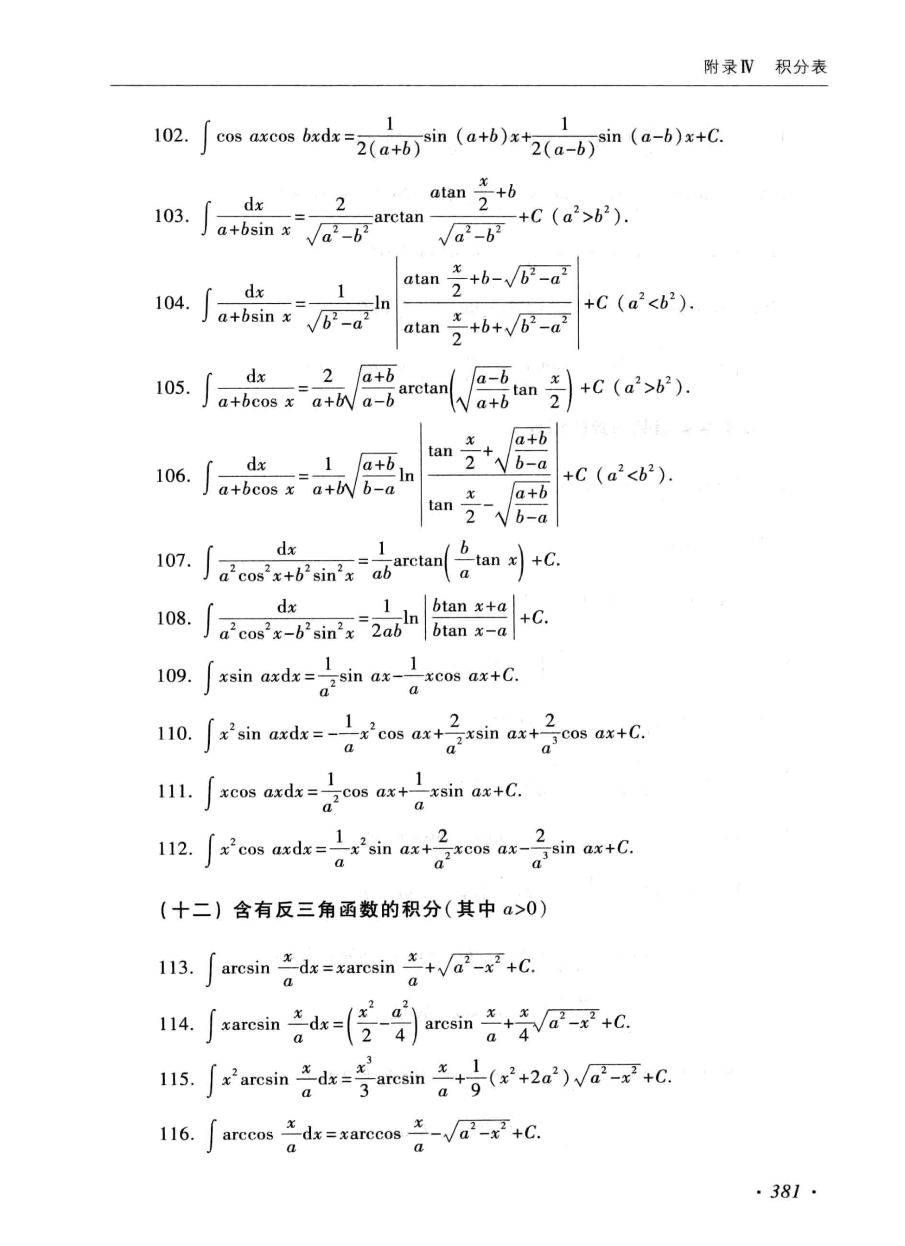 附录Ⅳ 积分表
102. $\int \cos ax\cos bx\mathrm{d}x=\frac{1}{2(a+b)}\sin (a+b)x+\frac{1}{2(a-b)}\sin (a-b)x+C.$
103. $\int \frac{\mathrm{d}x}{a+b\sin x}=\frac{2}{\sqrt{a^2-b^2}}\arctan \frac{a\tan \frac{x}{2}+b}{\sqrt{a^2-b^2}}+C\ (a^2>b^2).$
104. $\int \frac{\mathrm{d}x}{a+b\sin x}=\frac{1}{\sqrt{b^2-a^2}}\ln \left|\frac{a\tan \frac{x}{2}+b-\sqrt{b^2-a^2}}{a\tan \frac{x}{2}+b+\sqrt{b^2-a^2}}\right|+C\ (a^2<b^2).$
105. $\int \frac{\mathrm{d}x}{a+b\cos x}=\frac{2}{a+b}\sqrt{\frac{a+b}{a-b}}\arctan\left(\sqrt{\frac{a-b}{a+b}}\tan \frac{x}{2}\right)+C\ (a^2>b^2).$
106. $\int \frac{\mathrm{d}x}{a+b\cos x}=\frac{1}{a+b}\sqrt{\frac{a+b}{b-a}}\ln \left|\frac{\tan \frac{x}{2}+\sqrt{\frac{a+b}{b-a}}}{\tan \frac{x}{2}-\sqrt{\frac{a+b}{b-a}}}\right|+C\ (a^2<b^2).$
107. $\int \frac{\mathrm{d}x}{a^2\cos^2 x+b^2\sin^2 x}=\frac{1}{ab}\arctan\left(\frac{b}{a}\tan x\right)+C.$
108. $\int \frac{\mathrm{d}x}{a^2\cos^2 x-b^2\sin^2 x}=\frac{1}{2ab}\ln \left|\frac{b\tan x+a}{b\tan x-a}\right|+C.$
109. $\int x\sin ax\mathrm{d}x=\frac{1}{a^2}\sin ax-\frac{1}{a}x\cos ax+C.$
110. $\int x^2\sin ax\mathrm{d}x=-\frac{1}{a}x^2\cos ax+\frac{2}{a^2}x\sin ax+\frac{2}{a^3}\cos ax+C.$
111. $\int x\cos ax\mathrm{d}x=\frac{1}{a^2}\cos ax+\frac{1}{a}x\sin ax+C.$
112. $\int x^2\cos ax\mathrm{d}x=\frac{1}{a}x^2\sin ax+\frac{2}{a^2}x\cos ax-\frac{2}{a^3}\sin ax+C.$
(十二) 含有反三角函数的积分(其中 a>0)
113. $\int \arcsin \frac{x}{a}\mathrm{d}x=x\arcsin \frac{x}{a}+\sqrt{a^2-x^2}+C.$
114. $\int x\arcsin \frac{x}{a}\mathrm{d}x=\left(\frac{x^2}{2}-\frac{a^2}{4}\right)\arcsin \frac{x}{a}+\frac{x}{4}\sqrt{a^2-x^2}+C.$
115. $\int x^2\arcsin \frac{x}{a}\mathrm{d}x=\frac{x^3}{3}\arcsin \frac{x}{a}+\frac{1}{9}(x^2+2a^2)\sqrt{a^2-x^2}+C.$
116. $\int \arccos \frac{x}{a}\mathrm{d}x=x\arccos \frac{x}{a}-\sqrt{a^2-x^2}+C.$
· 381 ·